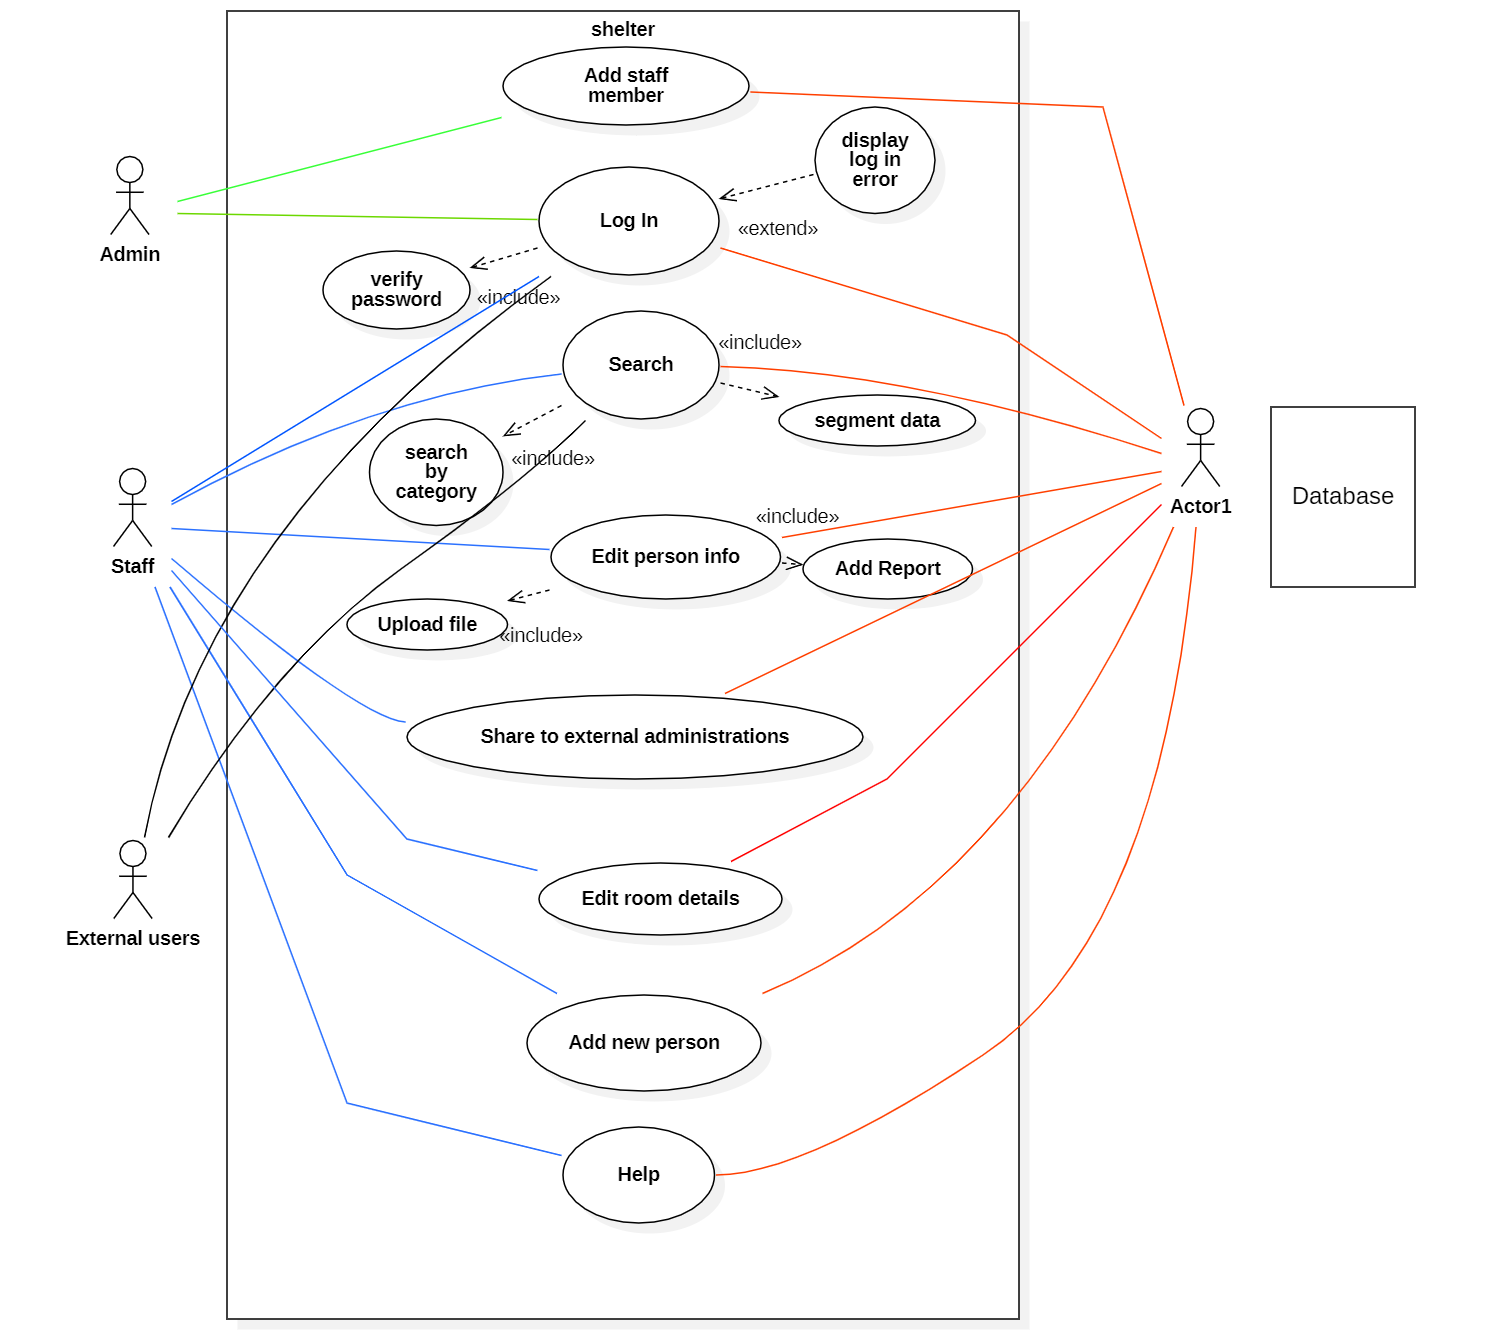 shelter
Add staff
member
display
log in
error
Log In
«extend»
Admin
verify
password
«include»
Search
«include»
segment data
search
by
category
«include»
Actor1
Database
«include»
Edit person info
Add Report
Staff
Upload file
«include»
Share to external administrations
Edit room details
External users
Add new person
Help